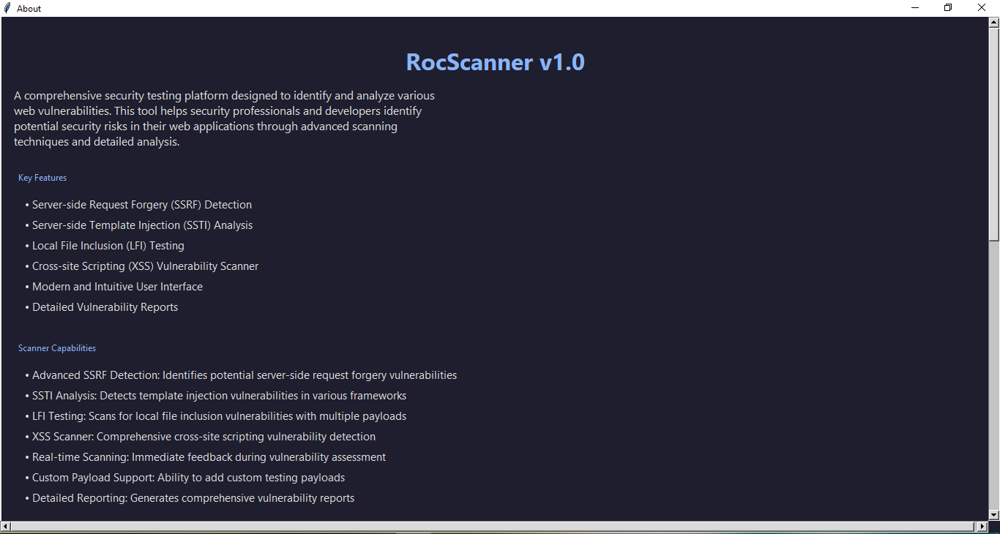 About
RocScanner v1.0
A comprehensive security testing platform designed to identify and analyze various
web vulnerabilities. This tool helps security professionals and developers identify
potential security risks in their web applications through advanced scanning
techniques and detailed analysis.
Key Features
• Server-side Request Forgery (SSRF) Detection
• Server-side Template Injection (SSTI) Analysis
• Local File Inclusion (LFI) Testing
• Cross-site Scripting (XSS) Vulnerability Scanner
• Modern and Intuitive User Interface
• Detailed Vulnerability Reports
Scanner Capabilities
• Advanced SSRF Detection: Identifies potential server-side request forgery vulnerabilities
• SSTI Analysis: Detects template injection vulnerabilities in various frameworks
• LFI Testing: Scans for local file inclusion vulnerabilities with multiple payloads
• XSS Scanner: Comprehensive cross-site scripting vulnerability detection
• Real-time Scanning: Immediate feedback during vulnerability assessment
• Custom Payload Support: Ability to add custom testing payloads
• Detailed Reporting: Generates comprehensive vulnerability reports